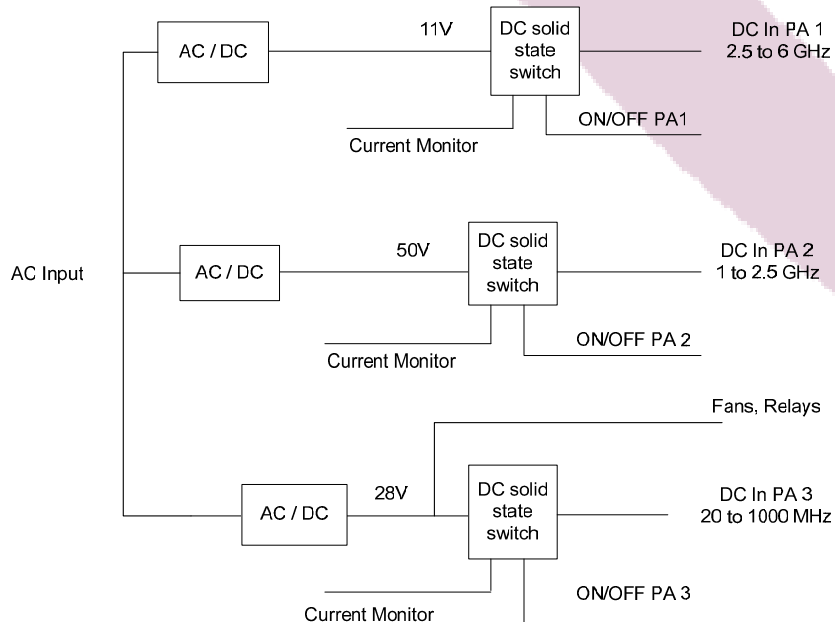 11V
DC solid
state
switch
DC In PA 1
2.5 to 6 GHz
AC / DC
ON/OFF PA1
Current Monitor
AC Input
AC / DC
50V
DC solid
state
switch
DC In PA 2
1 to 2.5 GHz
ON/OFF PA 2
Current Monitor
Fans, Relays
AC / DC
28V
DC solid
state
switch
DC In PA 3
20 to 1000 MHz
ON/OFF PA 3
Current Monitor